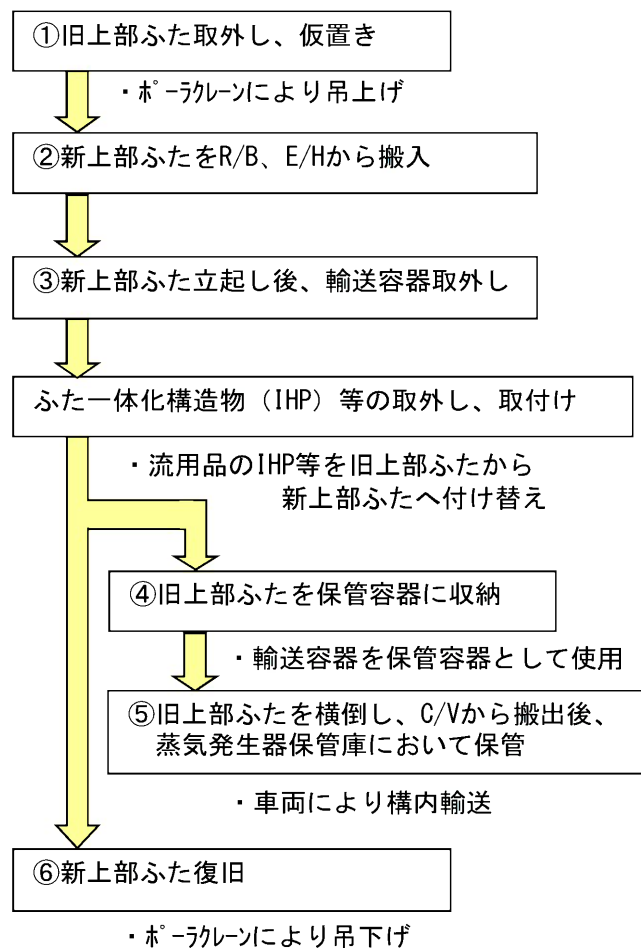 ①旧上部ふた取外し、仮置き
・ﾎﾟｰﾗｸﾚｰﾝにより吊上げ
②新上部ふたをR/B、E/Hから搬入
③新上部ふた立起し後、輸送容器取外し
ふた一体化構造物（IHP）等の取外し、取付け
・流用品のIHP等を旧上部ふたから
新上部ふたへ付け替え
④旧上部ふたを保管容器に収納
・輸送容器を保管容器として使用
⑤旧上部ふたを横倒し、C/Vから搬出後、
蒸気発生器保管庫において保管
・車両により構内輸送
⑥新上部ふた復旧
・ﾎﾟｰﾗｸﾚｰﾝにより吊下げ